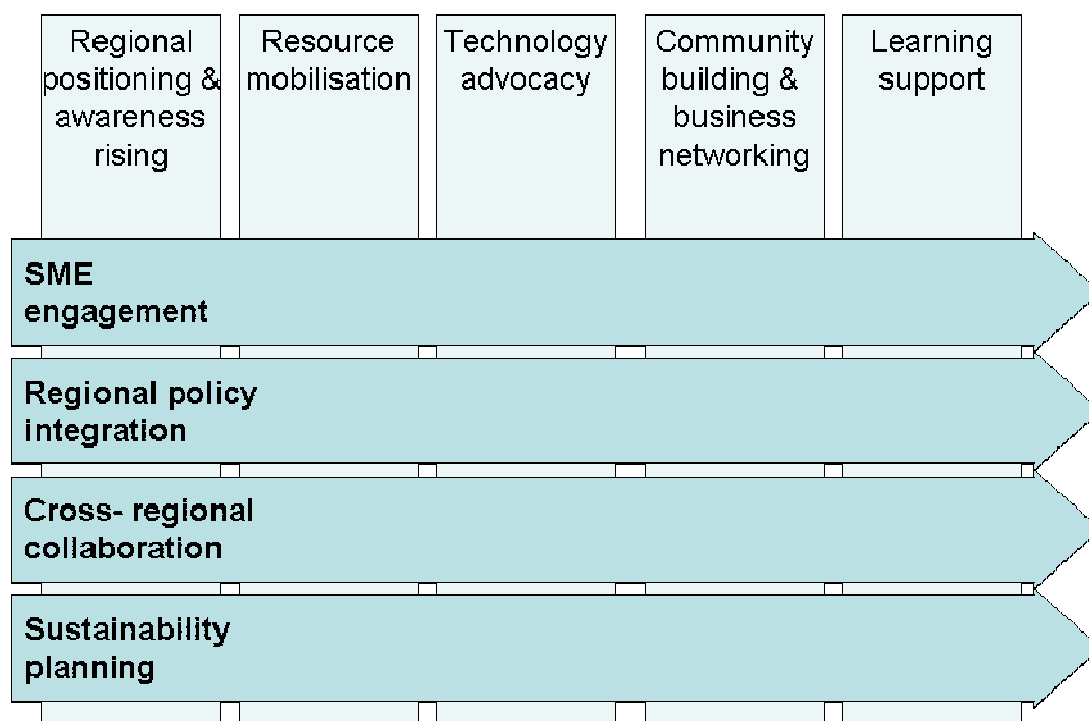 Regional
positioning &
awareness
rising
Resource
mobilisation
Technology
advocacy
Community
building &
business
networking
Learning
support
SME
engagement
Regional policy
integration
Cross- regional
collaboration
Sustainability
planning